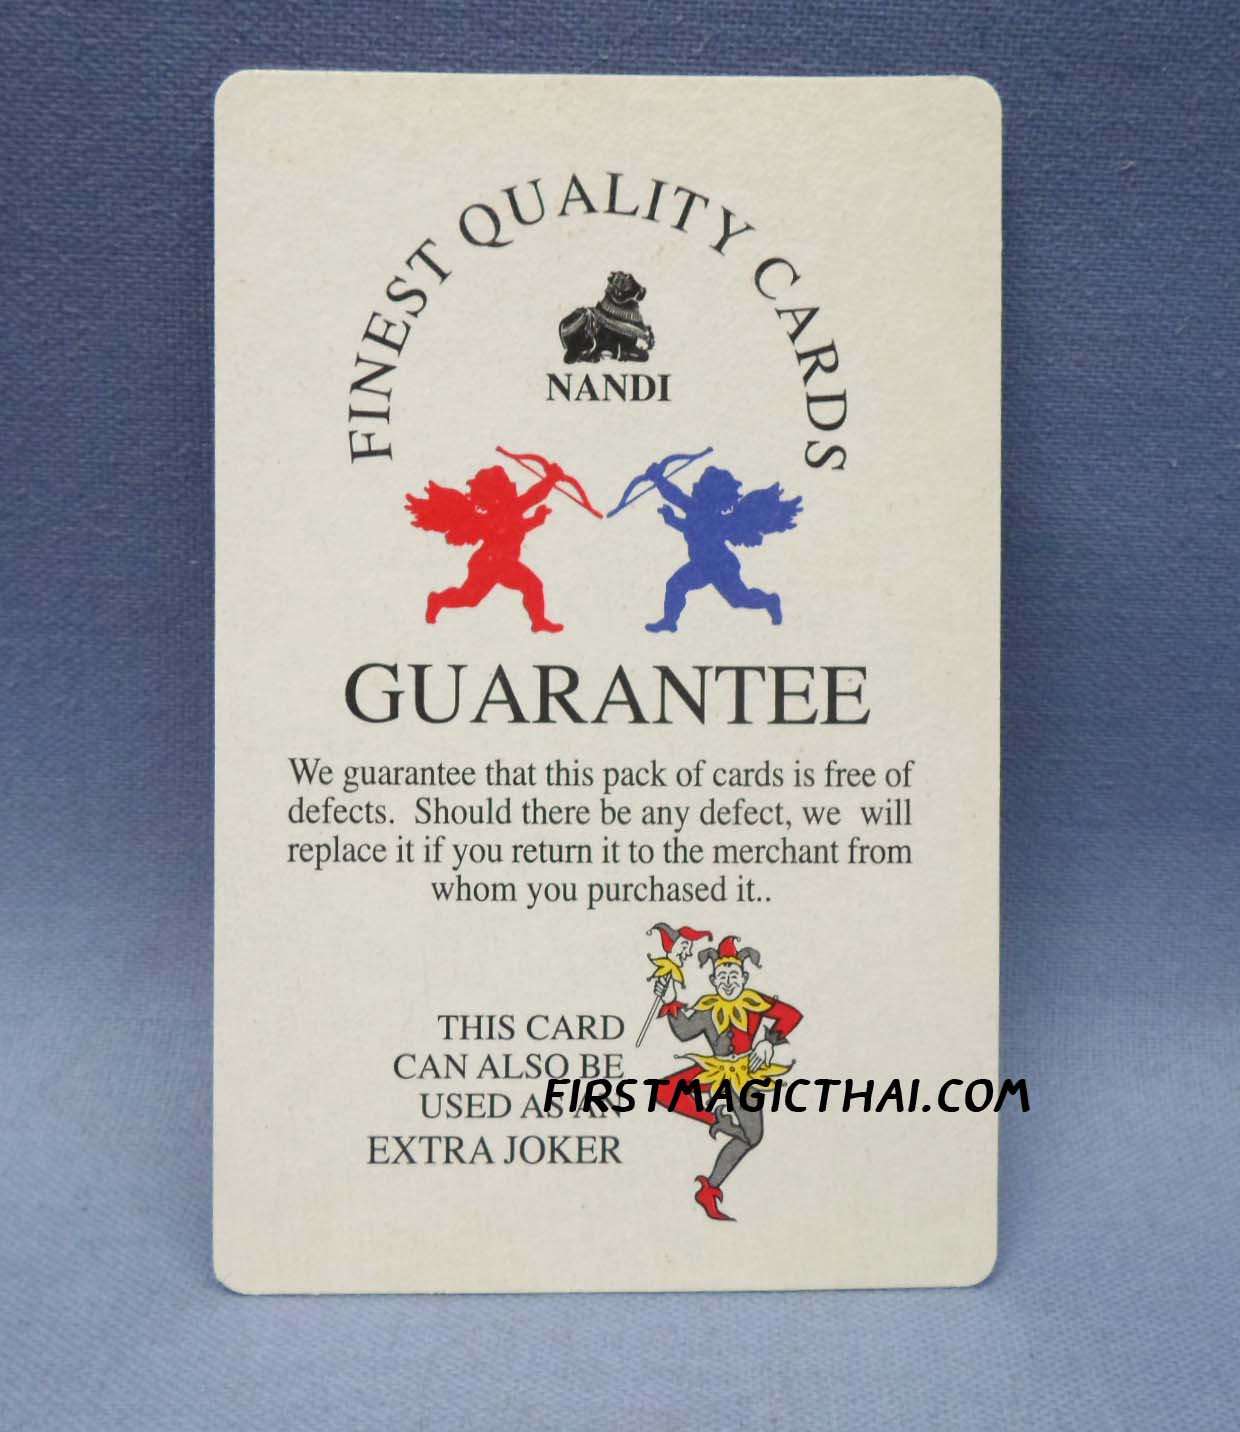 FINEST QUALITY CARDS
NANDI
GUARANTEE
We guarantee that this pack of cards is free of
defects. Should there be any defect, we will
replace it if you return it to the merchant from
whom you purchased it..
THIS CARD
CAN ALSO BE
USED AS AN
FIRSTMAGICTHAI.COM
EXTRA JOKER